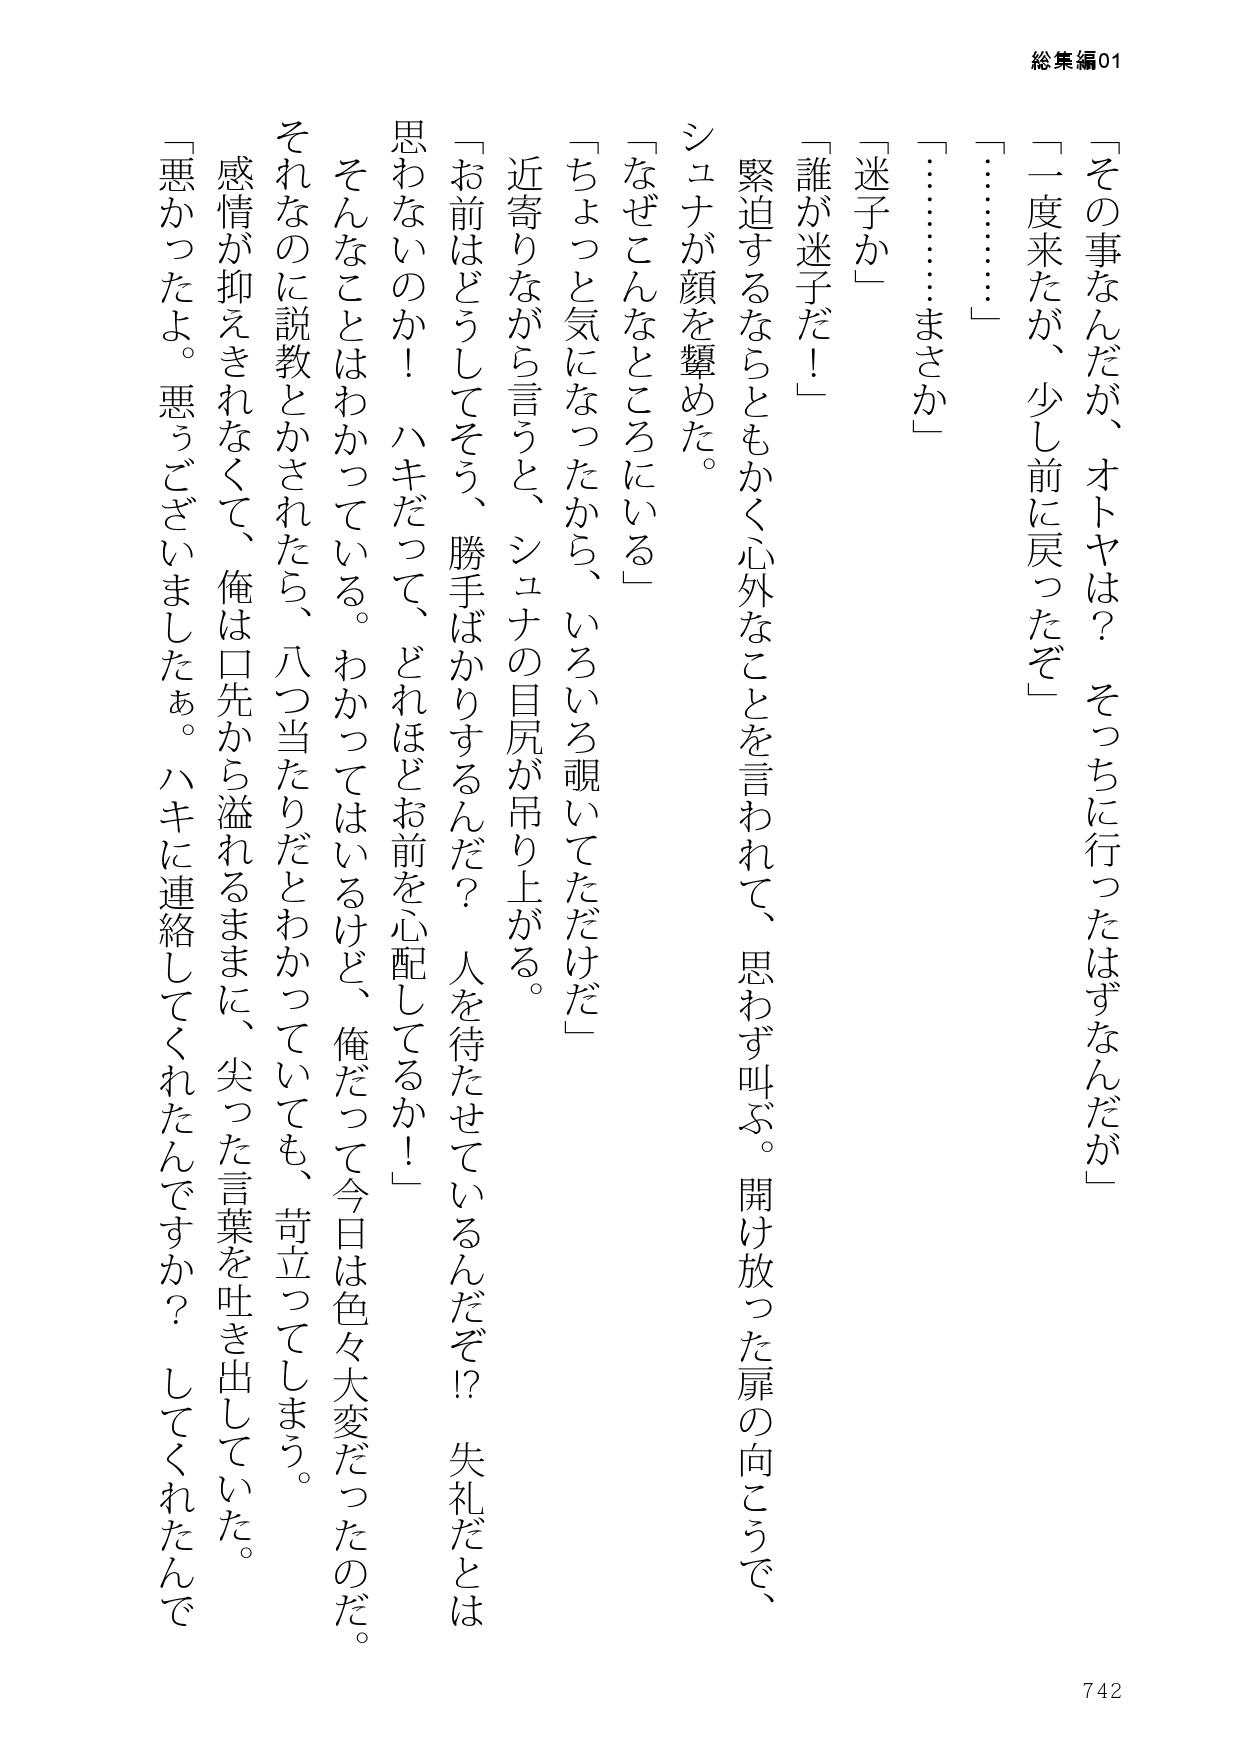 総集編01
「その事なんだが、オトヤは？　そっちに行ったはずなんだが」
「一度来たが、少し前に戻ったぞ」
「…………」
「…………まさか」
「迷子か」
「誰が迷子だ！」
　緊迫するならともかく心外なことを言われて、思わず叫ぶ。開け放った扉の向こうで、
シュナが顔を顰めた。
「なぜこんなところにいる」
「ちょっと気になったから、いろいろ覗いてただけだ」
　近寄りながら言うと、シュナの目尻が吊り上がる。
「お前はどうしてそう、勝手ばかりするんだ？　人を待たせているんだぞ!?　失礼だとは
思わないのか！　ハキだって、どれほどお前を心配してるか！」
　そんなことはわかっている。わかってはいるけど、俺だって今日は色々大変だったのだ。
それなのに説教とかされたら、八つ当たりだとわかっていても、苛立ってしまう。
　感情が抑えきれなくて、俺は口先から溢れるままに、尖った言葉を吐き出していた。
「悪かったよ。悪うございましたぁ。ハキに連絡してくれたんですか？　してくれたんで
742